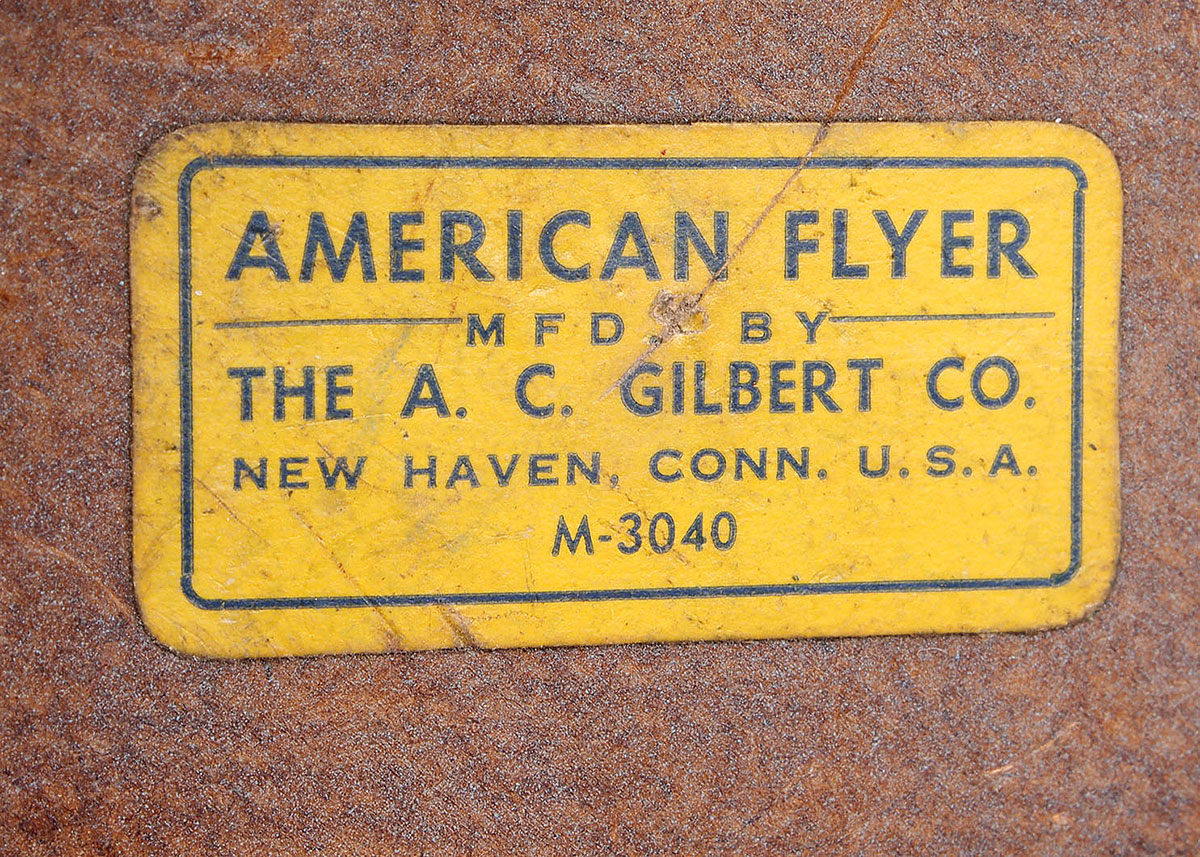 AMERICAN FLYER
MFD. BY
THE A. C. GILBERT CO.
NEW HAVEN, CONN. U.S.A.
M-3040